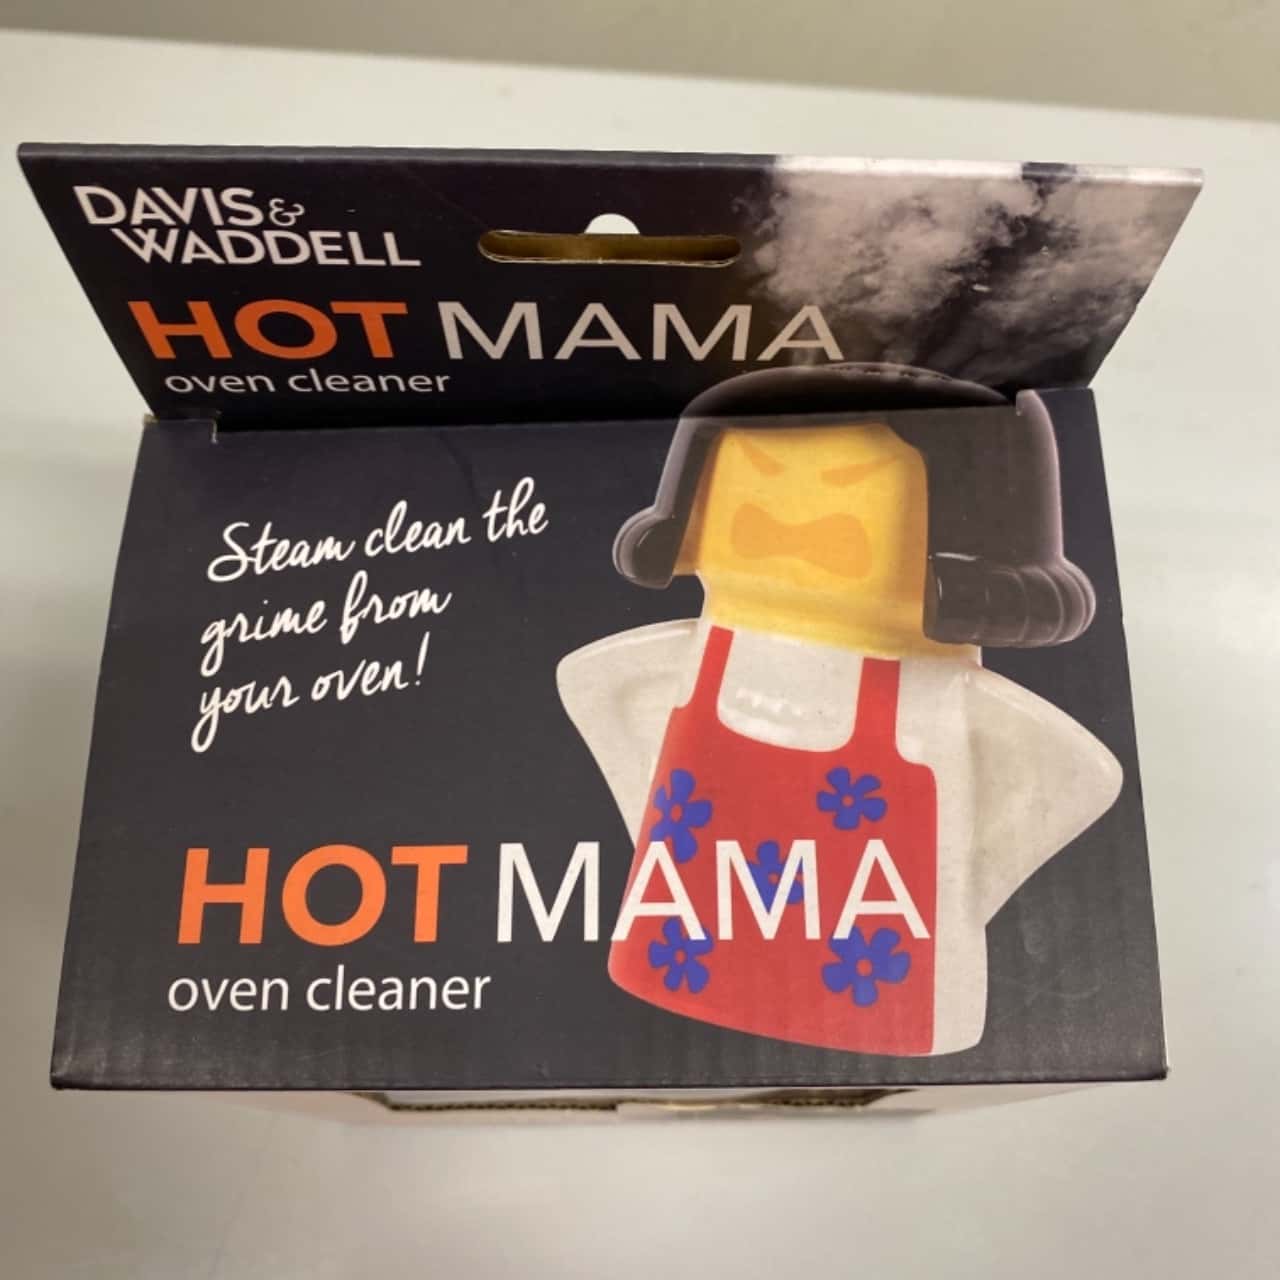 DAVIS &
WADDELL
HOT MAMA
oven cleaner
Steam clean the
grime from
your oven!
HOT MAMA
oven cleaner